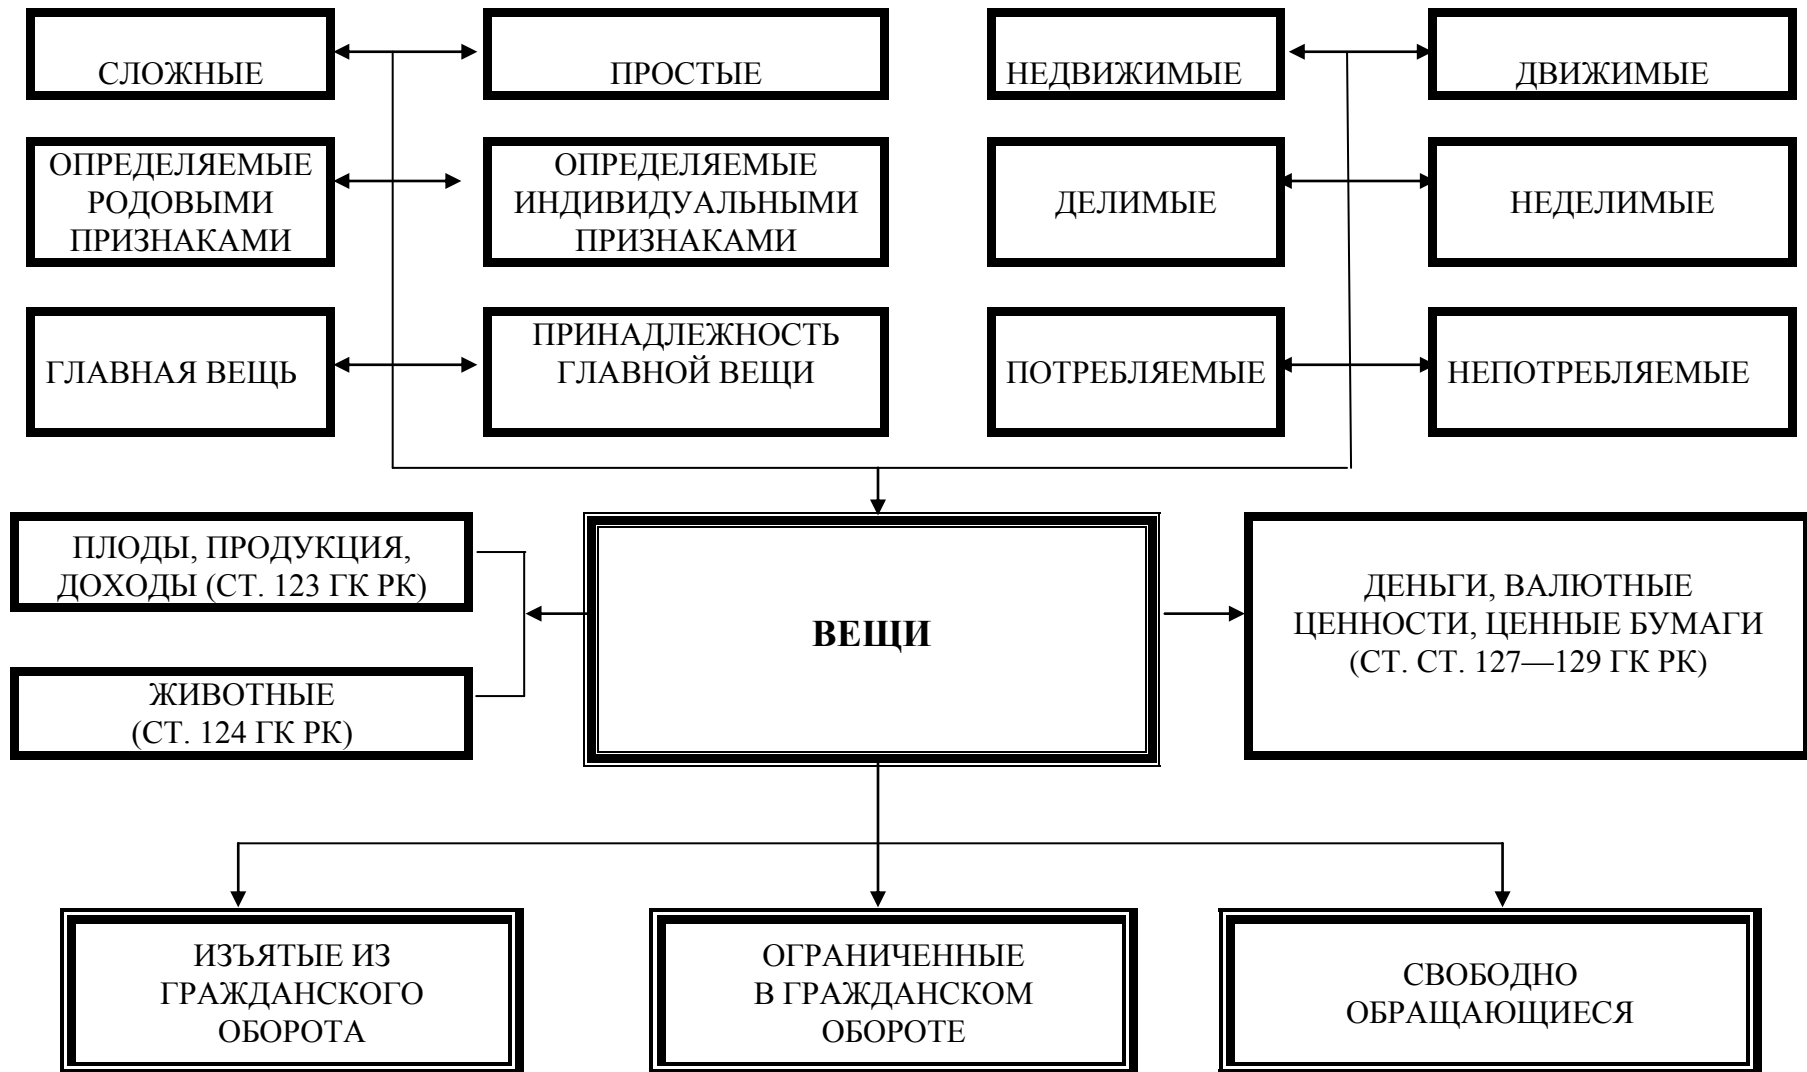 СЛОЖНЫЕ
ПРОСТЫЕ
НЕДВИЖИМЫЕ
ДВИЖИМЫЕ
ОПРЕДЕЛЯЕМЫЕ
РОДОВЫМИ
ПРИЗНАКАМИ
ОПРЕДЕЛЯЕМЫЕ
ИНДИВИДУАЛЬНЫМИ
ПРИЗНАКАМИ
ДЕЛИМЫЕ
НЕДЕЛИМЫЕ
ГЛАВНАЯ ВЕЩЬ
ПРИНАДЛЕЖНОСТЬ
ГЛАВНОЙ ВЕЩИ
ПОТРЕБЛЯЕМЫЕ
НЕПОТРЕБЛЯЕМЫЕ
ПЛОДЫ, ПРОДУКЦИЯ,
ДОХОДЫ (СТ. 123 ГК РК)
ЖИВОТНЫЕ
(СТ. 124 ГК РК)
ВЕЩИ
ДЕНЬГИ, ВАЛЮТНЫЕ
ЦЕННОСТИ, ЦЕННЫЕ БУМАГИ
(СТ. СТ. 127—129 ГК РК)
ИЗЪЯТЫЕ ИЗ
ГРАЖДАНСКОГО
ОБОРОТА
ОГРАНИЧЕННЫЕ
В ГРАЖДАНСКОМ
ОБОРОТЕ
СВОБОДНО
ОБРАЩАЮЩИЕСЯ